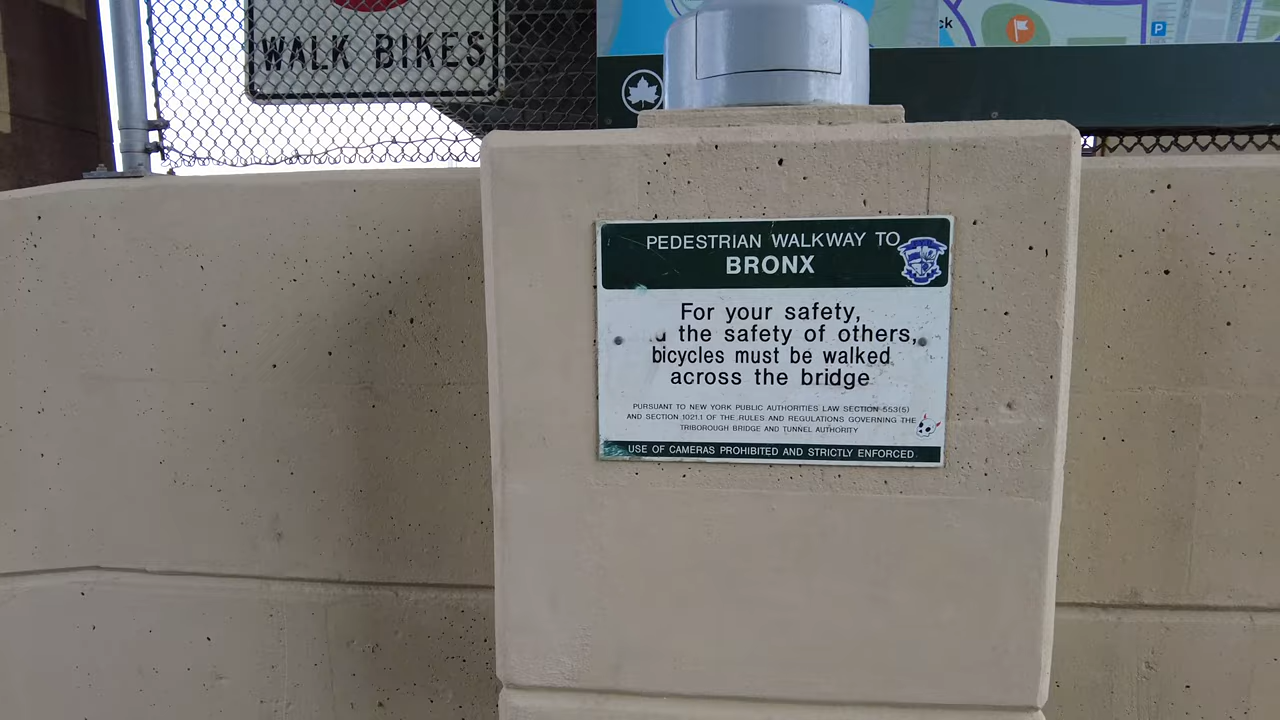 WALK BIKES
ck
P
PEDESTRIAN WALKWAY TO
BRONX
For your safety,
the safety of others,
bicycles must be walked
across the bridge
PURSUANT TO NEW YORK PUBLIC AUTHORITIES LAW SECTION 553(5)
AND SECTION 1021.1 OF THE RULES AND REGULATIONS GOVERNING THE
TRIBOROUGH BRIDGE AND TUNNEL AUTHORITY
USE OF CAMERAS PROHIBITED AND STRICTLY ENFORCED